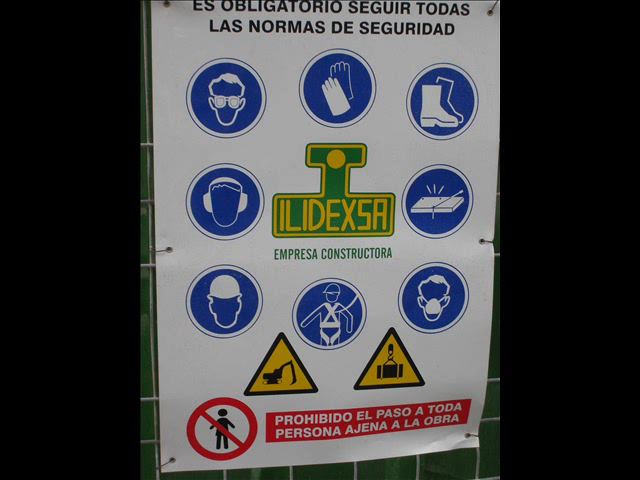 ES OBLIGATORIO SEGUIR TODAS
LAS NORMAS DE SEGURIDAD
ILIDEXSA
EMPRESA CONSTRUCTORA
PROHIBIDO EL PASO A TODA
PERSONA AJENA A LA OBRA